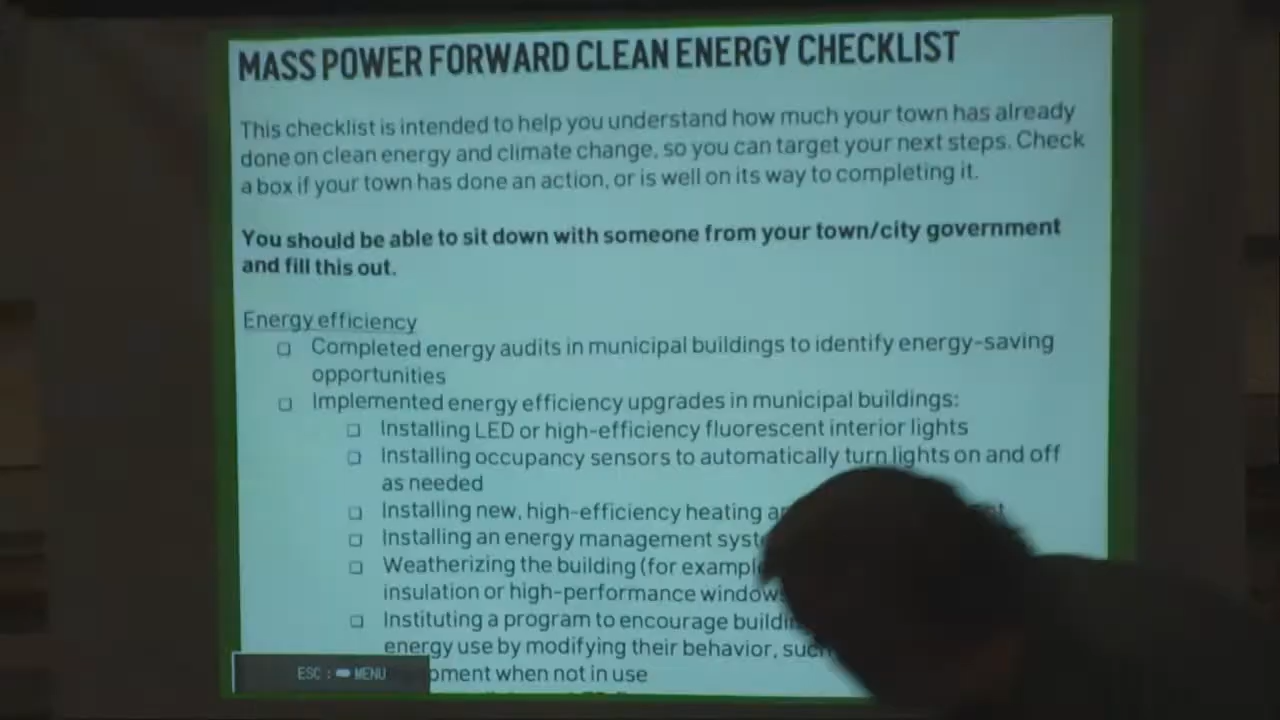 MASS POWER FORWARD CLEAN ENERGY CHECKLIST
This checklist is intended to help you understand how much your town has already
done on clean energy and climate change, so you can target your next steps. Check
a box if your town has done an action, or is well on its way to completing it.
You should be able to sit down with someone from your town/city government
and fill this out.
Energy efficiency
Completed energy audits in municipal buildings to identify energy-saving
opportunities
Implemented energy efficiency upgrades in municipal buildings:
Installing LED or high-efficiency fluorescent interior lights
Installing occupancy sensors to automatically turn lights on and off
as needed
Installing new, high-efficiency heating
Installing an energy management
Weatherizing the building (for
insulation or high-performance
Instituting a program to encourage
energy use by modifying their behavior,
when not in use
ESC : MENU